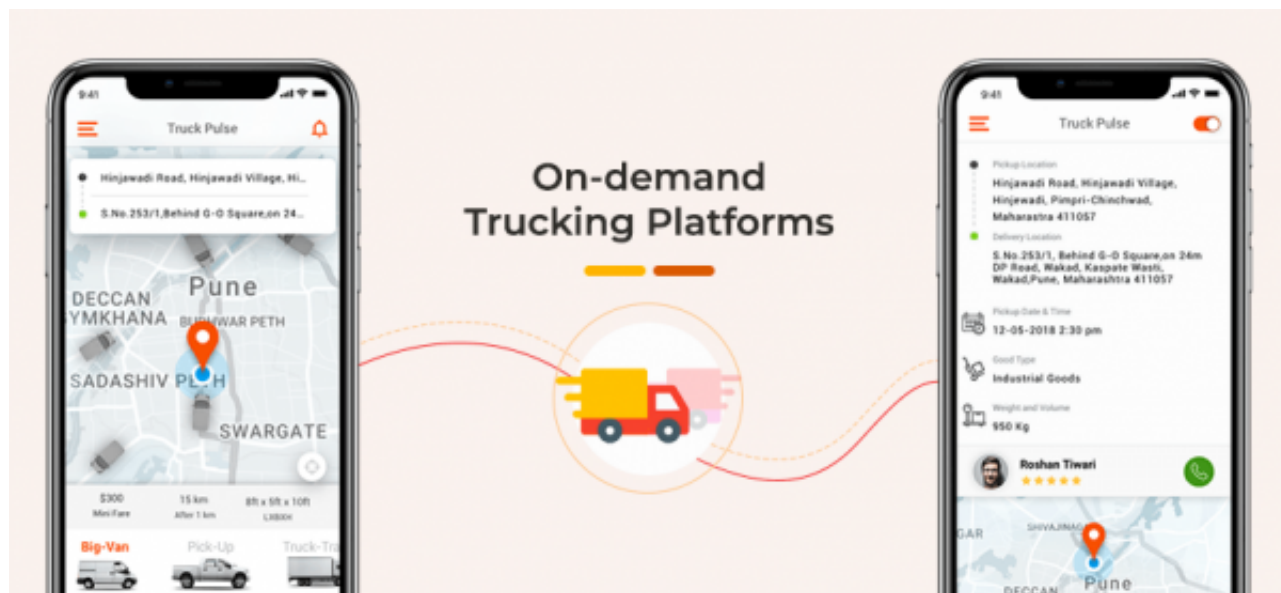 9:41
Truck Pulse
Hinjawadi Road, Hinjawadi Village, Hi...
S.No.253/1,Behind G-O Square,on 24...
Pune
DECCAN
YMKHANA
WAR PETH
SADASHIV P
H
SWARGATE
$300
Mini Fare
15 km
After 1 km
8ft x 5ft x 10ft
LXBXH
Big-Van
Pick-Up
Truck-Tra
On-demand
Trucking Platforms
9:41
Truck Pulse
Pickup Location
Hinjawadi Road, Hinjawadi Village,
Hinjewadi, Pimpri-Chinchwad,
Maharastra 411057
Delivery Location
S.No.253/1, Behind G-O Square,on 24m
DP Road, Wakad, Kaspate Wasti,
Wakad,Pune, Maharashtra 411057
Pickup Date & Time
12-05-2018 2:30 pm
Good Type
Industrial Goods
Weight and Volume
950 Kg
Roshan Tiwari
GAR
SHIVAJINAG
Pune
DECCAN